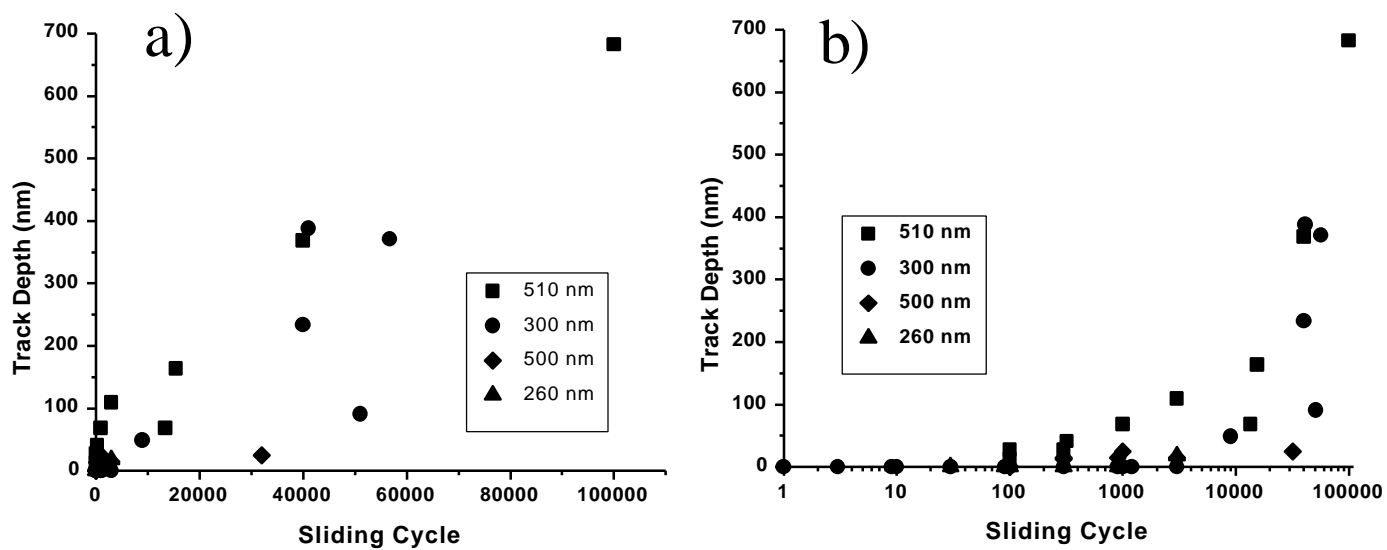 a)
700
600
500
400
300
200
100
0
Track Depth (nm)
510 nm
300 nm
500 nm
260 nm
0 20000 40000 60000 80000 100000
Sliding Cycle
b)
700
600
500
400
300
200
100
0
Track Depth (nm)
510 nm
300 nm
500 nm
260 nm
1 10 100 1000 10000 100000
Sliding Cycle